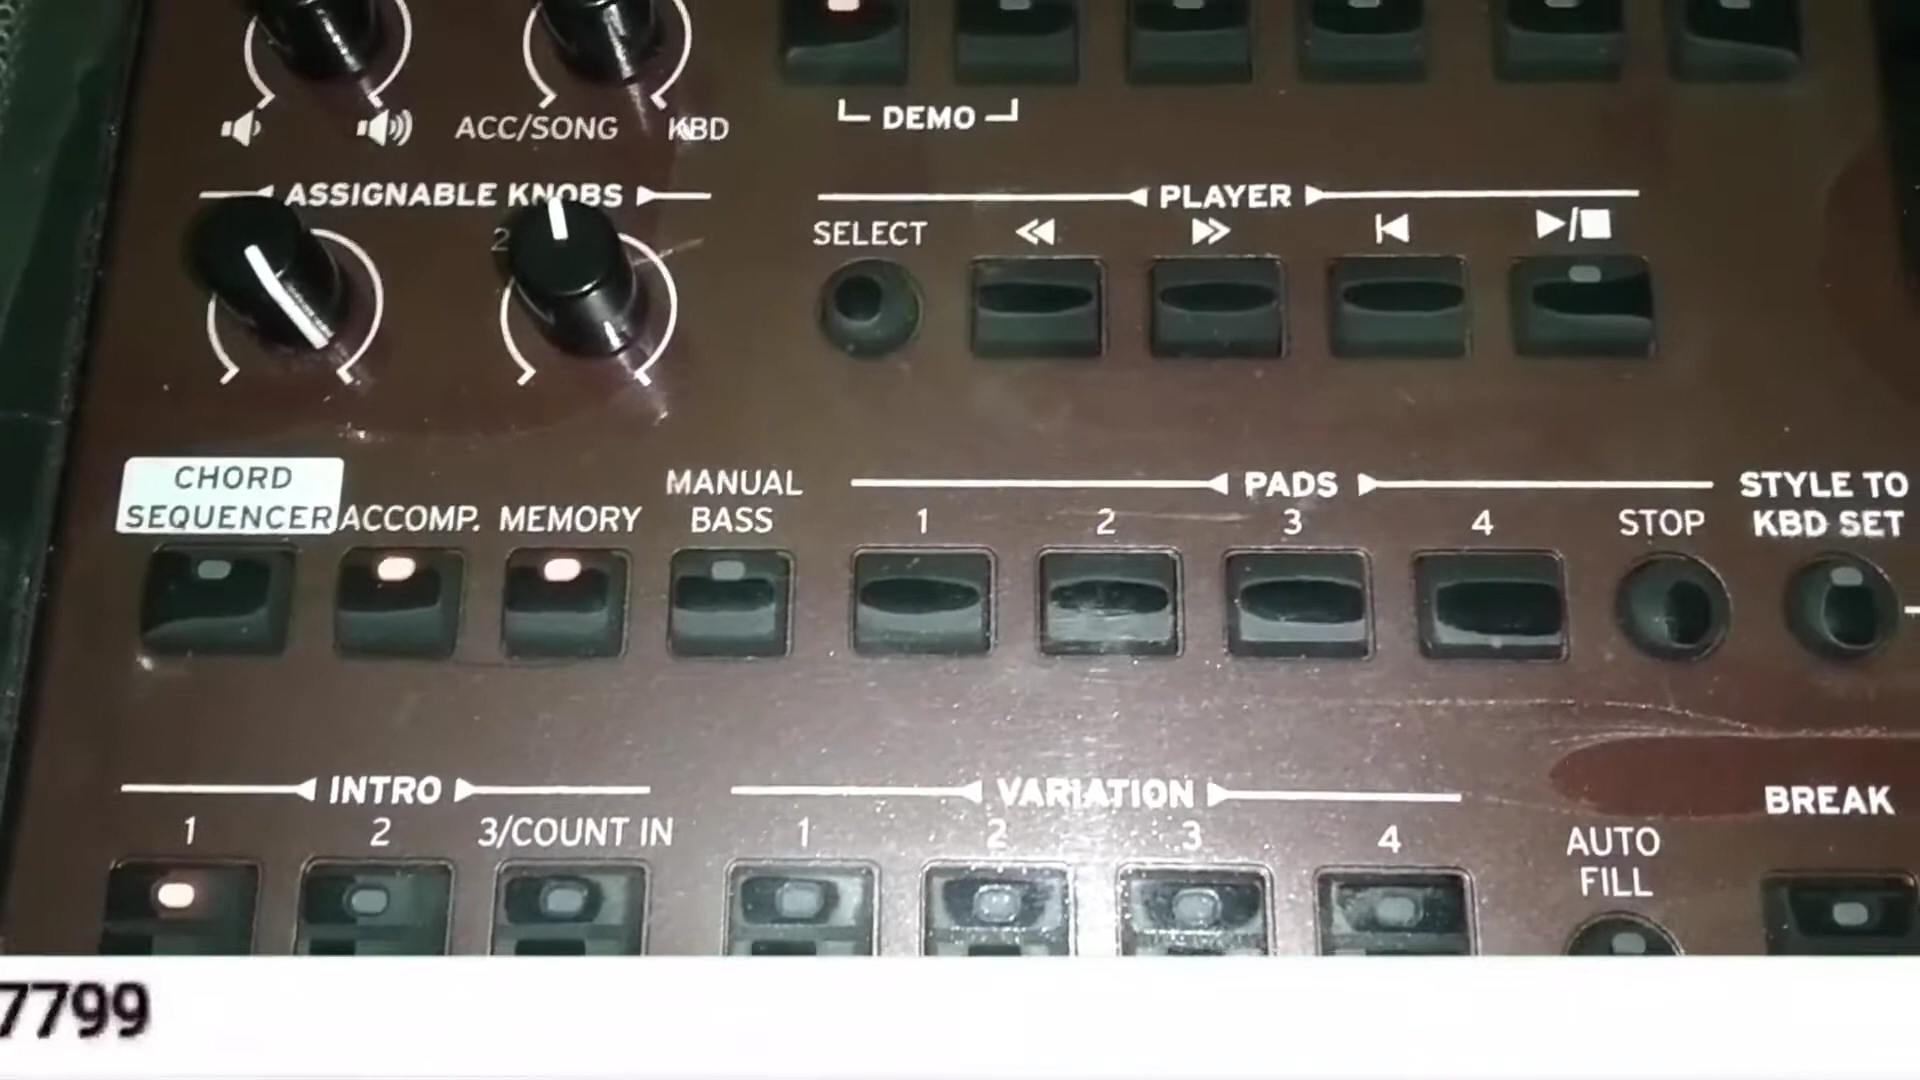 ACC/SONG KBD
DEMO
ASSIGNABLE KNOBS
2
PLAYER
SELECT
CHORD
SEQUENCER
ACCOMP.
MEMORY
MANUAL
BASS
PADS
1 2 3 4
STOP
STYLE TO
KBD SET
INTRO
1 2 3/COUNT IN
VARIATION
1 2 3 4
AUTO
FILL
BREAK
7799